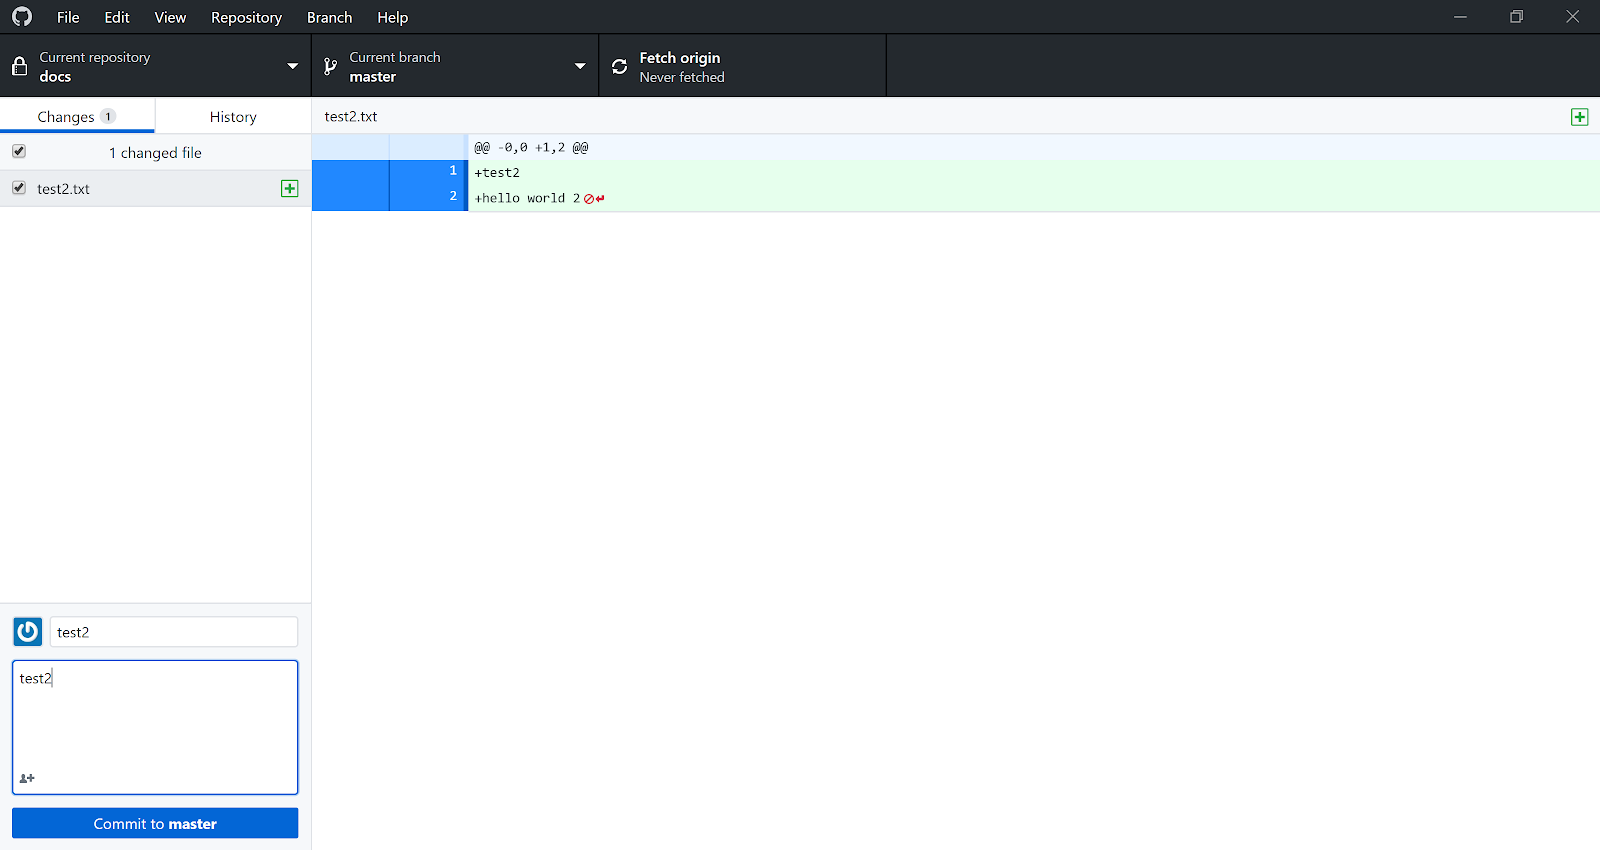 File Edit View Repository Branch Help
Current repository
docs
Current branch
master
Fetch origin
Never fetched
Changes 1
History
test2.txt
1 changed file
test2.txt
@@ -0,0 +1,2 @@
1 +test2
2 +hello world 2
test2
test2
Commit to master